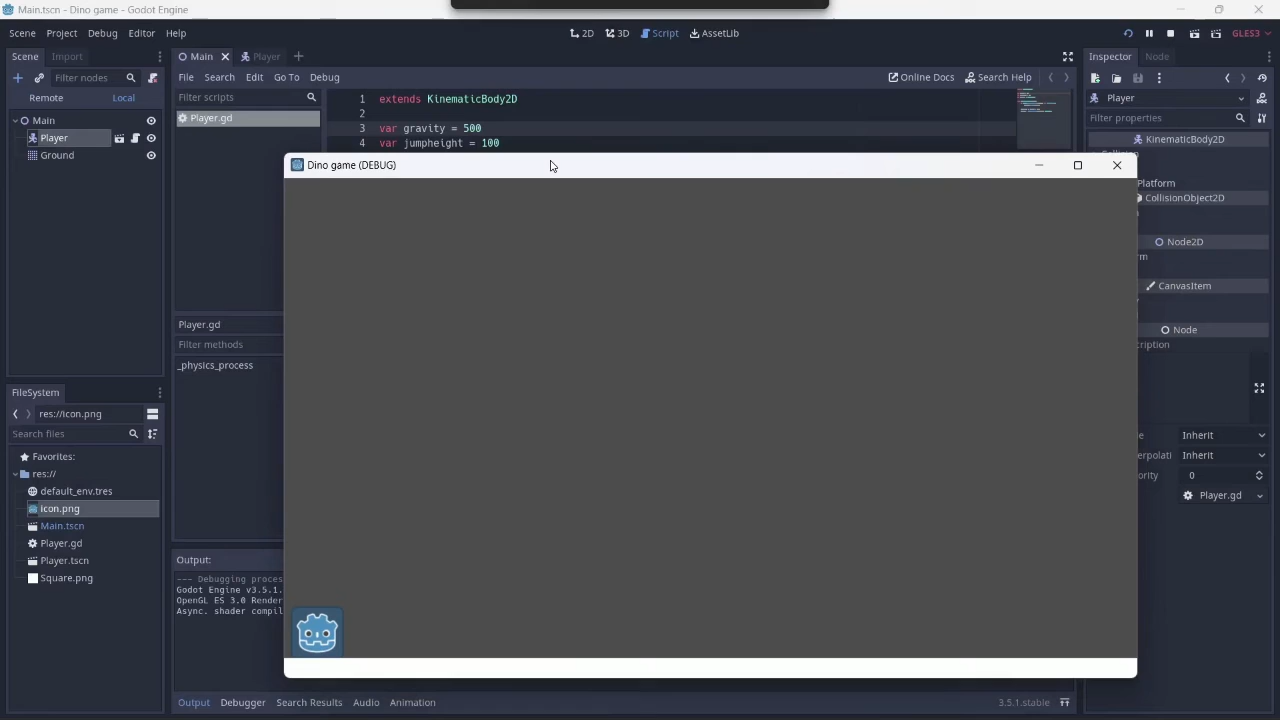 Main.tscn - Dino game - Godot Engine
Scene Project Debug Editor Help
2D 3D Script AssetLib
GLES3
Scene Import
Filter nodes
Remote Local
Main
Player
Ground
Main Player
File Search Edit Go To Debug
Online Docs Search Help
Filter scripts
Player.gd
1 extends KinematicBody2D
2
3 var gravity = 500
4 var jumpheight = 100
Player.gd
Filter methods
_physics_process
Dino game (DEBUG)
Inspector Node
Player
Filter properties
KinematicBody2D
Platform
CollisionObject2D
Node2D
CanvasItem
Node
Inherit
Inherit
0
Player.gd
FileSystem
res://icon.png
Search files
Favorites:
res://
default_env.tres
icon.png
Main.tscn
Player.gd
Player.tscn
Square.png
Output:
--- Debugging proces
Godot Engine v3.5.1.
OpenGL ES 3.0 Render
Async. shader compil
Output Debugger Search Results Audio Animation
3.5.1.stable